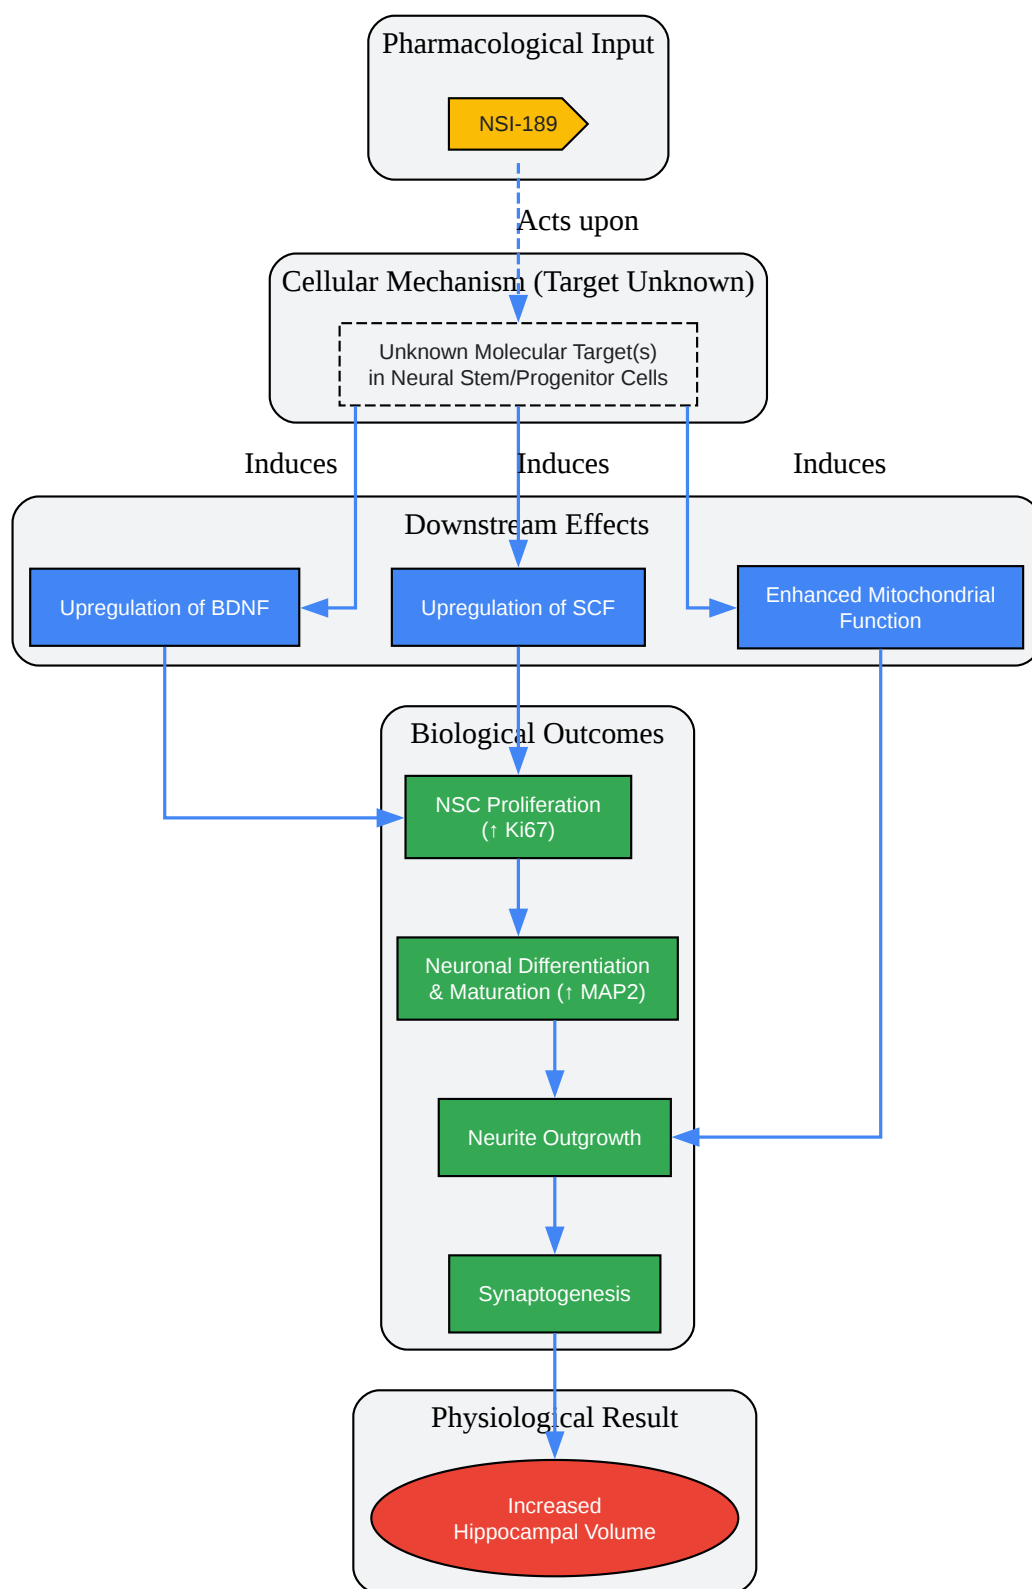 Pharmacological Input
NSI-189
Acts upon
Cellular Mechanism (Target Unknown)
Unknown Molecular Target(s)
in Neural Stem/Progenitor Cells
Induces
Induces
Induces
Downstream Effects
Upregulation of BDNF
Upregulation of SCF
Enhanced Mitochondrial
Function
Biological Outcomes
NSC Proliferation
(↑ Ki67)
Neuronal Differentiation
& Maturation (↑ MAP2)
Neurite Outgrowth
Synaptogenesis
Physiological Result
Increased
Hippocampal Volume